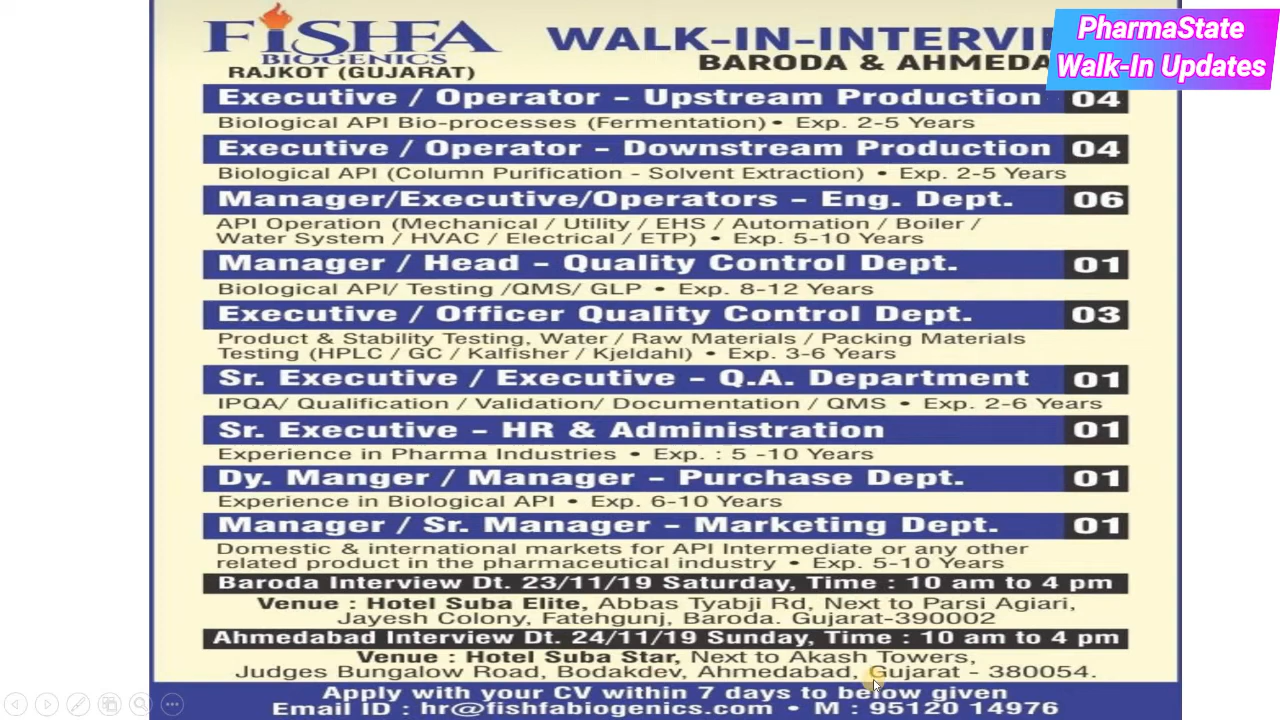 FiSHFA
BIOGENICS
RAJKOT (GUJARAT)
WALK-IN-INTERVI
BARODA & AHMEDA
PharmaState
Walk-In Updates
Executive / Operator - Upstream Production 04
Biological API Bio-processes (Fermentation) • Exp. 2-5 Years
Executive / Operator - Downstream Production 04
Biological API (Column Purification - Solvent Extraction) • Exp. 2-5 Years
Manager/Executive/Operators - Eng. Dept. 06
API Operation (Mechanical / Utility / EHS / Automation / Boiler /
Water System / HVAC / Electrical / ETP) • Exp. 5-10 Years
Manager / Head - Quality Control Dept. 01
Biological API/ Testing /QMS/ GLP • Exp. 8-12 Years
Executive / Officer Quality Control Dept. 03
Product & Stability Testing, Water / Raw Materials / Packing Materials
Testing (HPLC / GC / Kalfisher / Kjeldahl) • Exp. 3-6 Years
Sr. Executive / Executive - Q.A. Department 01
IPQA/ Qualification / Validation/ Documentation / QMS • Exp. 2-6 Years
Sr. Executive - HR & Administration 01
Experience in Pharma Industries • Exp. : 5 -10 Years
Dy. Manger / Manager - Purchase Dept. 01
Experience in Biological API • Exp. 6-10 Years
Manager / Sr. Manager - Marketing Dept. 01
Domestic & international markets for API Intermediate or any other
related product in the pharmaceutical industry • Exp. 5-10 Years
Baroda Interview Dt. 23/11/19 Saturday, Time : 10 am to 4 pm
Venue : Hotel Suba Elite, Abbas Tyabji Rd, Next to Parsi Agiari,
Jayesh Colony, Fatehgunj, Baroda. Gujarat-390002
Ahmedabad Interview Dt. 24/11/19 Sunday, Time : 10 am to 4 pm
Venue : Hotel Suba Star, Next to Akash Towers,
Judges Bungalow Road, Bodakdev, Ahmedabad, Gujarat - 380054.
Apply with your CV within 7 days to below given
Email ID : hr@fishfabiogenics.com • M : 95120 14976